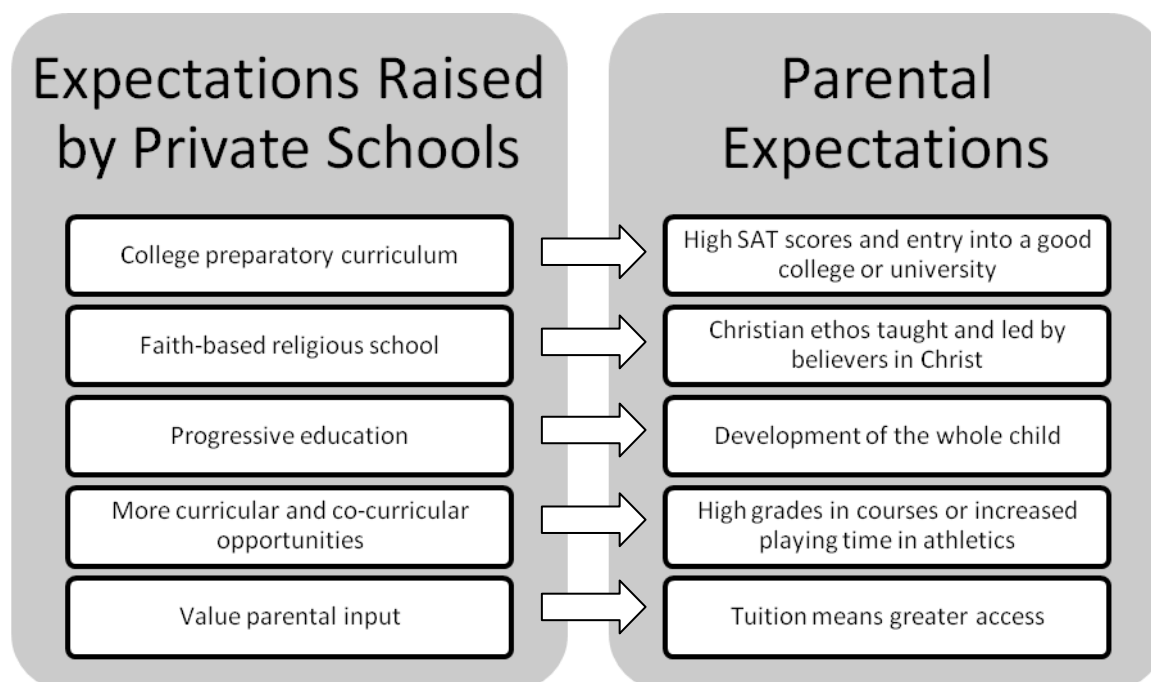 Expectations Raised
by Private Schools
College preparatory curriculum
Faith-based religious school
Progressive education
More curricular and co-curricular
opportunities
Value parental input
Parental
Expectations
High SAT scores and entry into a good
college or university
Christian ethos taught and led by
believers in Christ
Development of the whole child
High grades in courses or increased
playing time in athletics
Tuition means greater access